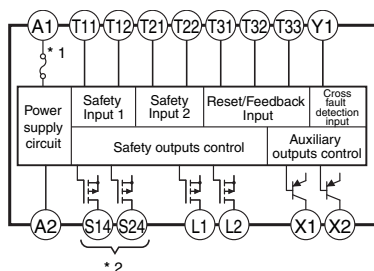 A1 T11 T12 T21 T22 T31 T32 T33 Y1
* 1
Power
supply
circuit
Safety
Input 1
Safety
Input 2
Reset/Feedback
Input
Cross
fault
detection
input
Safety outputs control
Auxiliary
outputs control
A2 S14 S24 L1 L2 X1 X2
* 2